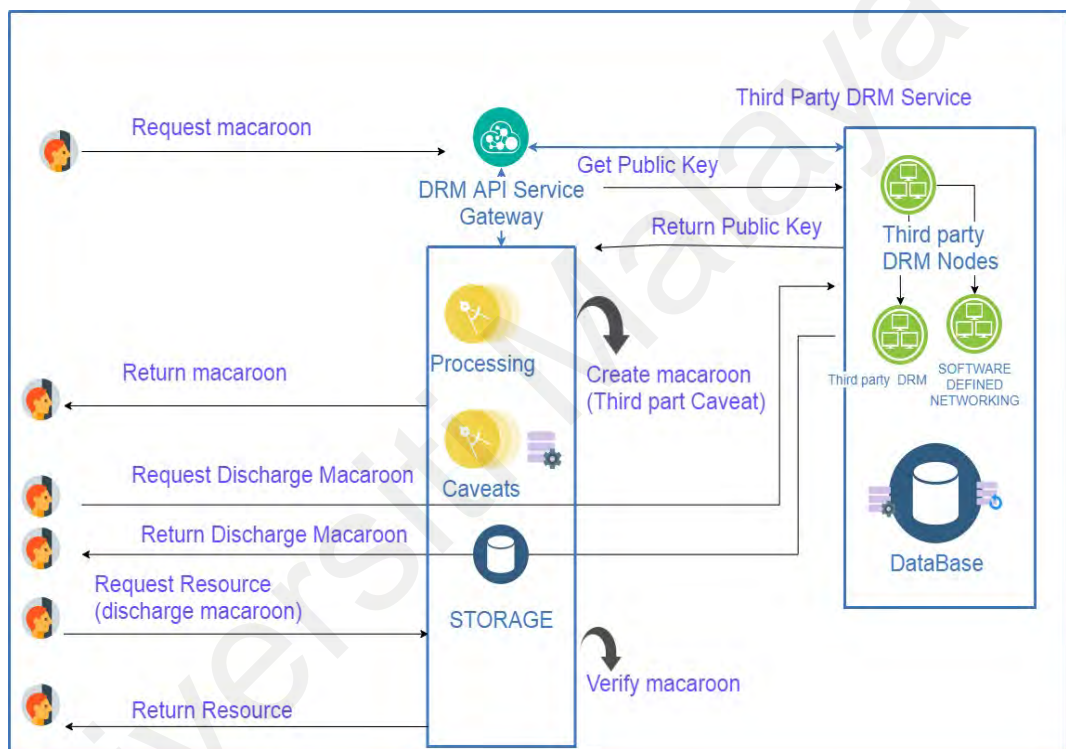 Third Party DRM Service
Request macaroon
Get Public Key
DRM API Service
Gateway
Return Public Key
Third party
DRM Nodes
Processing
Return macaroon
Create macaroon
(Third part Caveat)
Third party DRM
SOFTWARE
DEFINED
NETWORKING
Request Discharge Macaroon
Caveats
Return Discharge Macaroon
DataBase
Request Resource
(discharge macaroon)
STORAGE
Verify macaroon
Return Resource
versiti Malaya